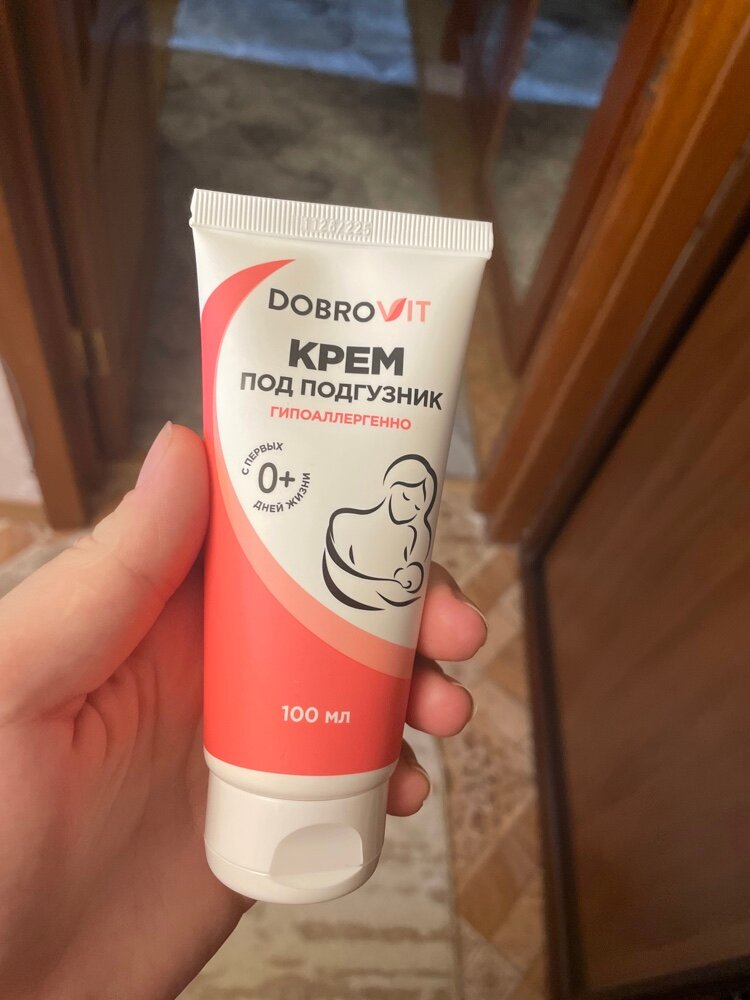 DOBROVIT
КРЕМ
ПОД ПОДГУЗНИК
ГИПОАЛЛЕРГЕННО
С ПЕРВЫХ
0+
ДНЕЙ ЖИЗНИ
100 МЛ